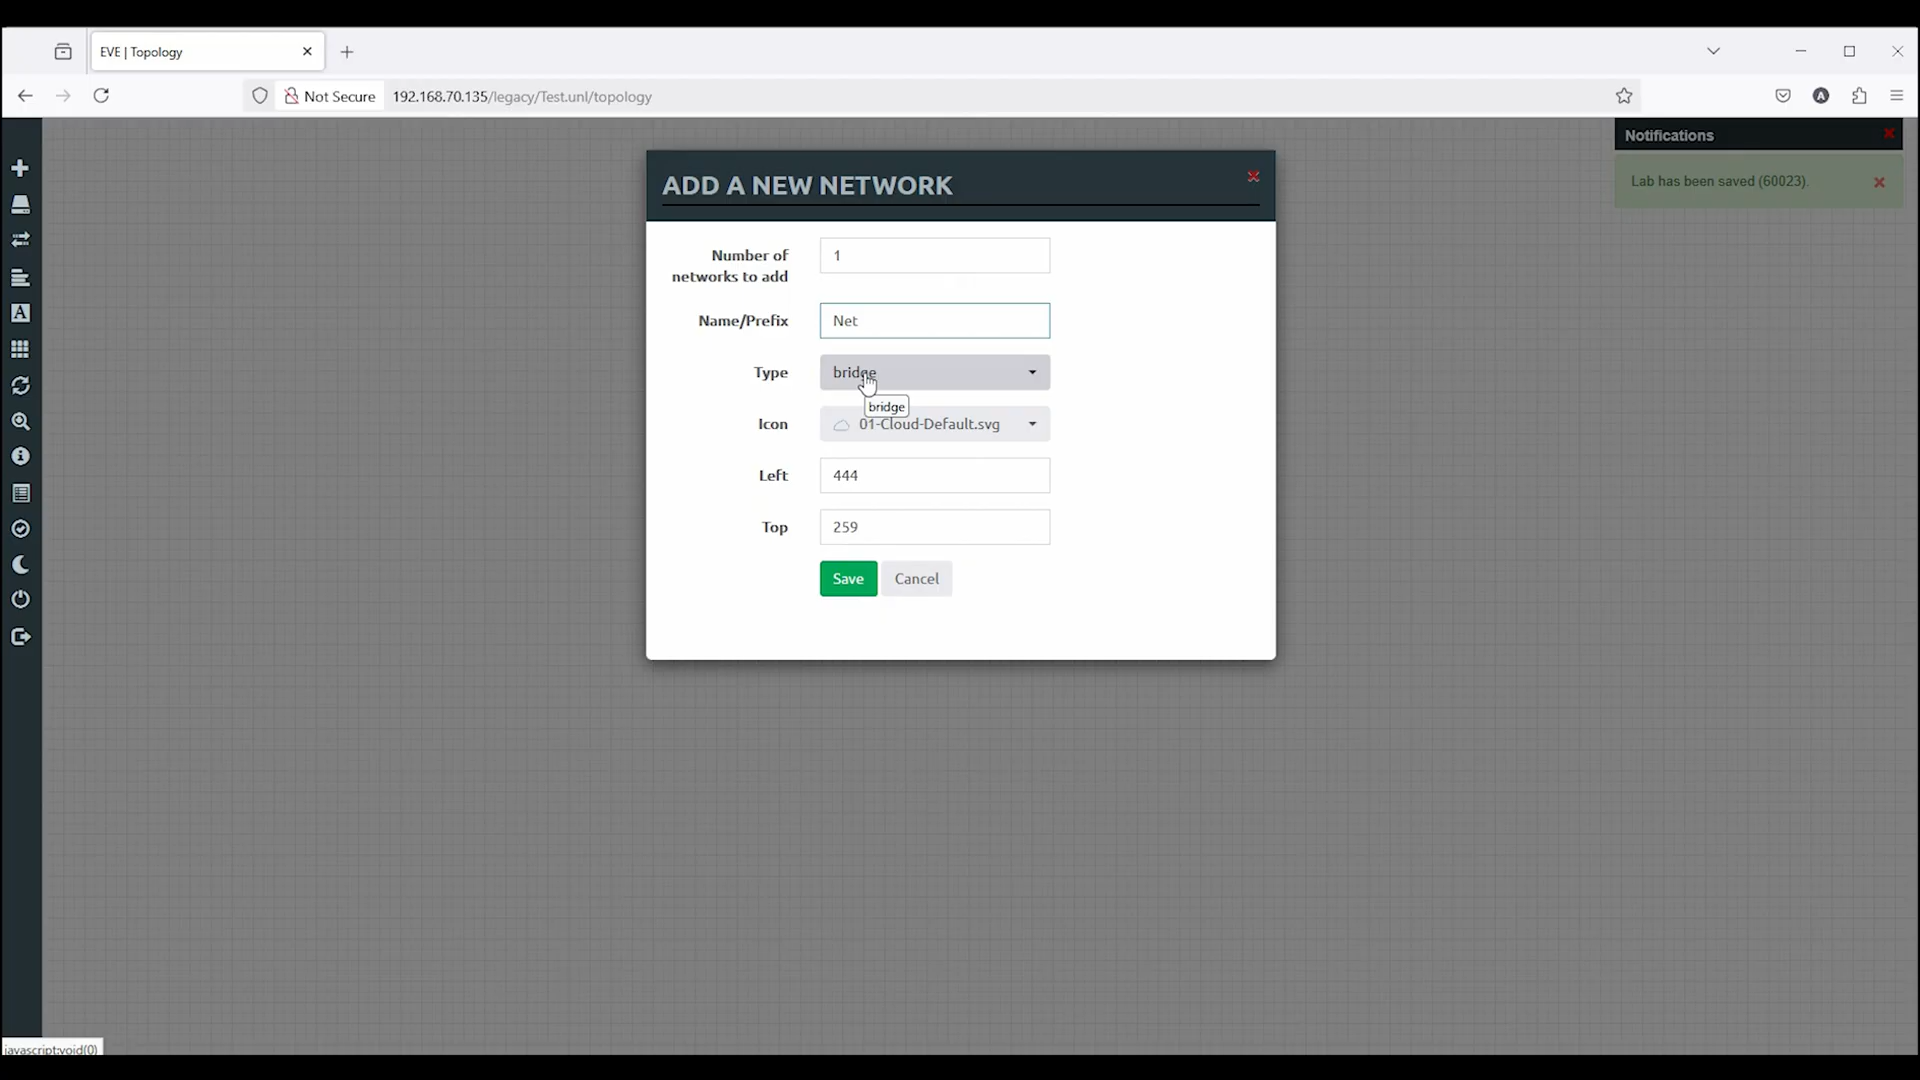 EVE | Topology
Not Secure
192.168.70.135/legacy/Test.unl/topology
A
Notifications
Lab has been saved (60023).
ADD A NEW NETWORK
Number of
networks to add
1
Name/Prefix
Net
Type
bridge
bridge
Icon
01-Cloud-Default.svg
Left
444
Top
259
Save
Cancel
A
javascript:void(0)